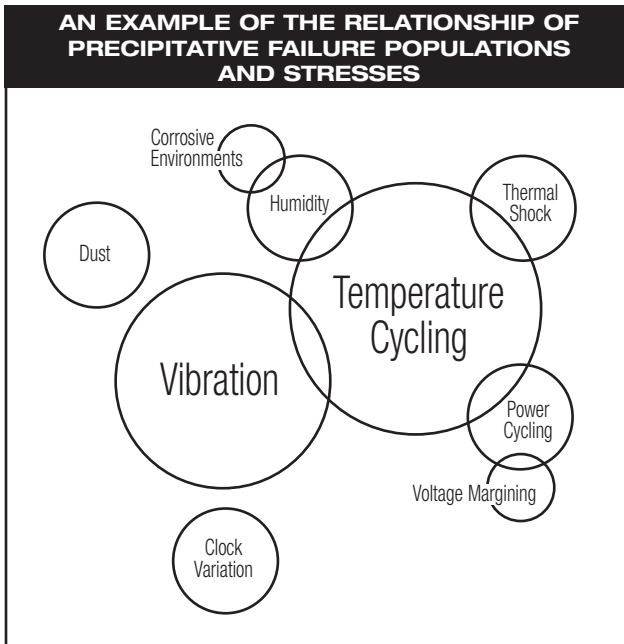 AN EXAMPLE OF THE RELATIONSHIP OF
PRECIPITATIVE FAILURE POPULATIONS
AND STRESSES
Corrosive
Environments
Humidity
Thermal
Shock
Dust
Temperature
Cycling
Vibration
Power
Cycling
Voltage Margining
Clock
Variation